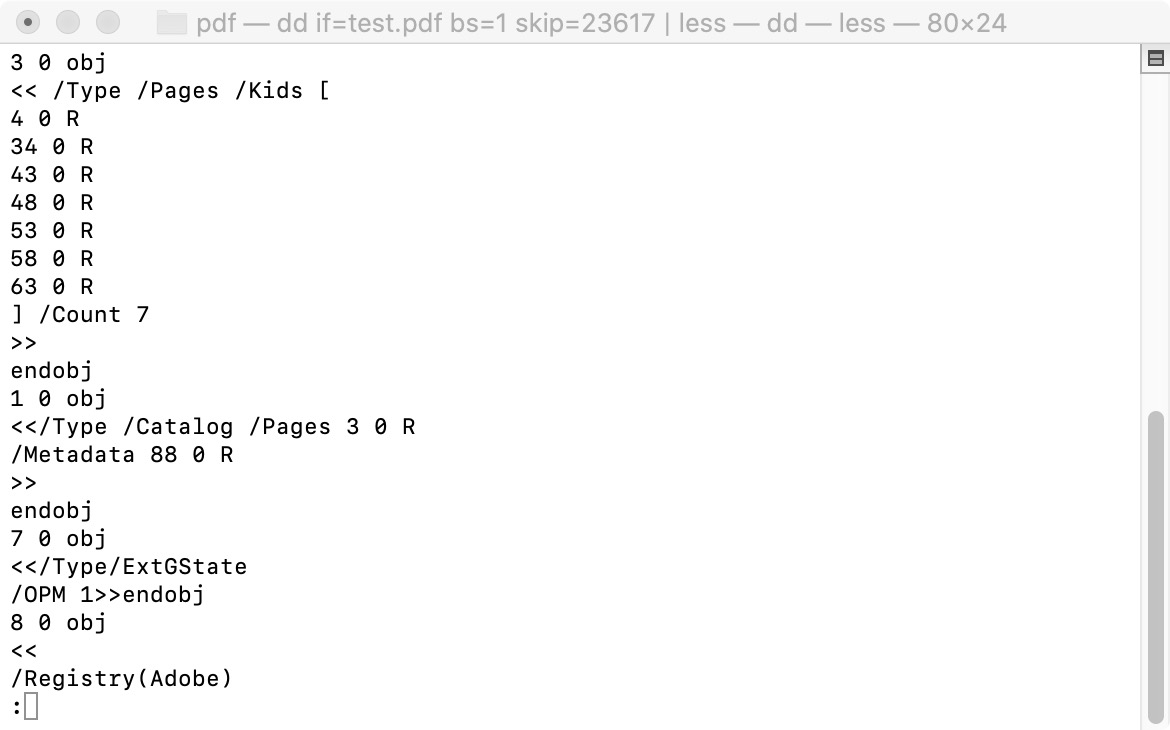 pdf — dd if=test.pdf bs=1 skip=23617 | less — dd — less — 80×24
3 0 obj
<< /Type /Pages /Kids [
4 0 R
34 0 R
43 0 R
48 0 R
53 0 R
58 0 R
63 0 R
] /Count 7
>>
endobj
1 0 obj
<</Type /Catalog /Pages 3 0 R
/Metadata 88 0 R
>>
endobj
7 0 obj
<</Type/ExtGState
/OPM 1>>endobj
8 0 obj
<<
/Registry(Adobe)
: